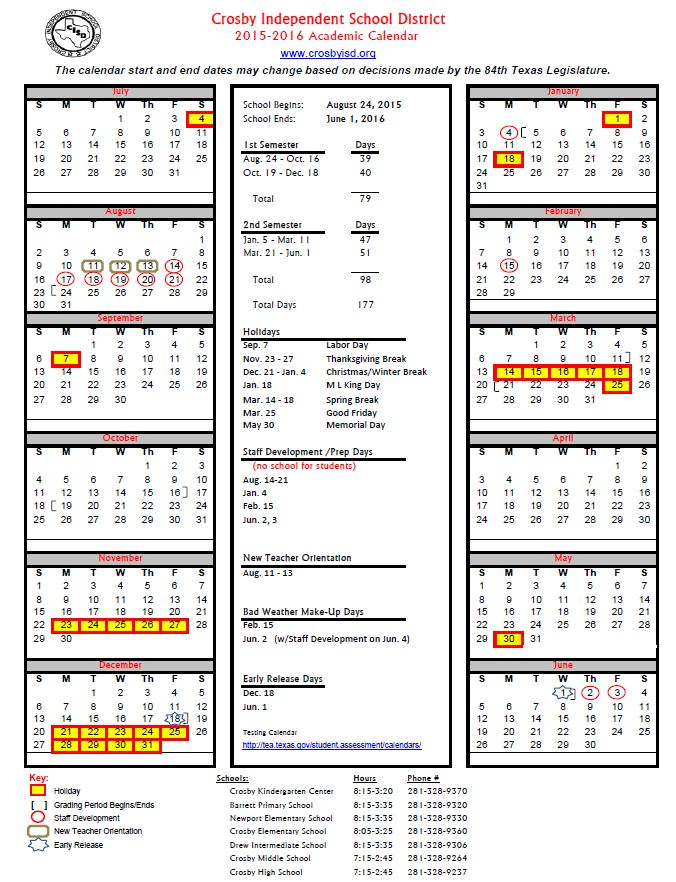 CISD
Crosby Independent School District
2015-2016 Academic Calendar
www.crosbyisd.org
The calendar start and end dates may change based on decisions made by the 84th Texas Legislature.
July
S M T W Th F S
1 2 3 4
5 6 7 8 9 10 11
12 13 14 15 16 17 18
19 20 21 22 23 24 25
26 27 28 29 30 31
August
S M T W Th F S
1
2 3 4 5 6 7 8
9 10 11 12 13 14 15
16 17 18 19 20 21 22
23 [ 24 25 26 27 28 29
30 31
September
S M T W Th F S
1 2 3 4 5
6 7 8 9 10 11 12
13 14 15 16 17 18 19
20 21 22 23 24 25 26
27 28 29 30
October
S M T W Th F S
1 2 3
4 5 6 7 8 9 10
11 12 13 14 15 16 ] 17
18 [ 19 20 21 22 23 24
25 26 27 28 29 30 31
November
S M T W Th F S
1 2 3 4 5 6 7
8 9 10 11 12 13 14
15 16 17 18 19 20 21
22 23 24 25 26 27 28
29 30
December
S M T W Th F S
1 2 3 4 5
6 7 8 9 10 11 12
13 14 15 16 17 18 ] 19
20 21 22 23 24 25 26
27 28 29 30 31
School Begins: August 24, 2015
School Ends: June 1, 2016
1st Semester Days
Aug. 24 - Oct. 16 39
Oct. 19 - Dec. 18 40
Total 79
2nd Semester Days
Jan. 5 - Mar. 11 47
Mar. 21 - Jun. 1 51
Total 98
Total Days 177
Holidays
Sep. 7 Labor Day
Nov. 23 - 27 Thanksgiving Break
Dec. 21 - Jan. 4 Christmas/Winter Break
Jan. 18 M L King Day
Mar. 14 - 18 Spring Break
Mar. 25 Good Friday
May 30 Memorial Day
Staff Development /Prep Days
(no school for students)
Aug. 14-21
Jan. 4
Feb. 15
Jun. 2, 3
New Teacher Orientation
Aug. 11 - 13
Bad Weather Make-Up Days
Feb. 15
Jun. 2 (w/Staff Development on Jun. 4)
Early Release Days
Dec. 18
Jun. 1
Testing Calendar
http://tea.texas.gov/student.assessment/calendars/
January
S M T W Th F S
1 2
3 4 [ 5 6 7 8 9
10 11 12 13 14 15 16
17 18 19 20 21 22 23
24 25 26 27 28 29 30
31
February
S M T W Th F S
1 2 3 4 5 6
7 8 9 10 11 12 13
14 15 16 17 18 19 20
21 22 23 24 25 26 27
28 29
March
S M T W Th F S
1 2 3 4 5
6 7 8 9 10 11 ] 12
13 14 15 16 17 18 19
20 [ 21 22 23 24 25 26
27 28 29 30 31
April
S M T W Th F S
1 2
3 4 5 6 7 8 9
10 11 12 13 14 15 16
17 18 19 20 21 22 23
24 25 26 27 28 29 30
May
S M T W Th F S
1 2 3 4 5 6 7
8 9 10 11 12 13 14
15 16 17 18 19 20 21
22 23 24 25 26 27 28
29 30 31
June
S M T W Th F S
1 ] 2 3 4
5 6 7 8 9 10 11
12 13 14 15 16 17 18
19 20 21 22 23 24 25
26 27 28 29 30
Key:
Holiday
[ ] Grading Period Begins/Ends
Staff Development
New Teacher Orientation
Early Release
Schools: Hours Phone #
Crosby Kindergarten Center 8:15-3:20 281-328-9370
Barrett Primary School 8:15-3:35 281-328-9320
Newport Elementary School 8:15-3:35 281-328-9330
Crosby Elementary School 8:05-3:25 281-328-9360
Drew Intermediate School 8:15-3:35 281-328-9306
Crosby Middle School 7:15-2:45 281-328-9264
Crosby High School 7:15-2:45 281-328-9237